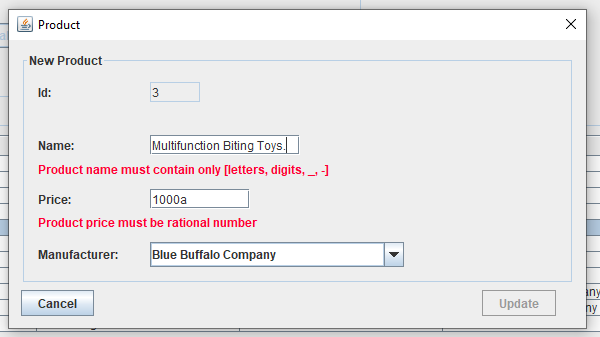 Product
New Product
Id: 3
Name: Multifunction Biting Toys.
Product name must contain only [letters, digits, _, -]
Price: 1000a
Product price must be rational number
Manufacturer: Blue Buffalo Company
Cancel Update